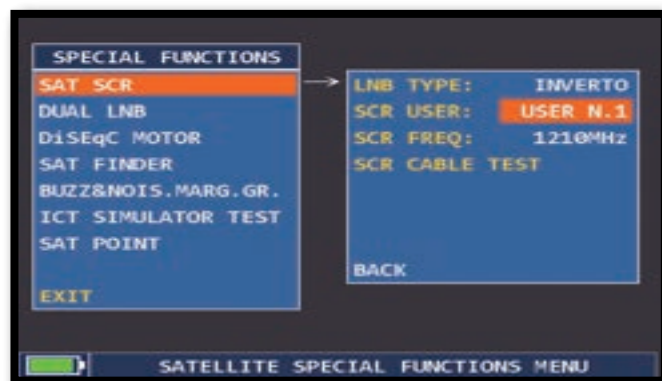 SPECIAL FUNCTIONS
SAT SCR
DUAL LNB
DiSEqC MOTOR
SAT FINDER
BUZZ&NOIS.MARG.GR.
ICT SIMULATOR TEST
SAT POINT
EXIT
LNB TYPE: INVERTO
SCR USER: USER N.1
SCR FREQ: 1210MHz
SCR CABLE TEST
BACK
SATELLITE SPECIAL FUNCTIONS MENU